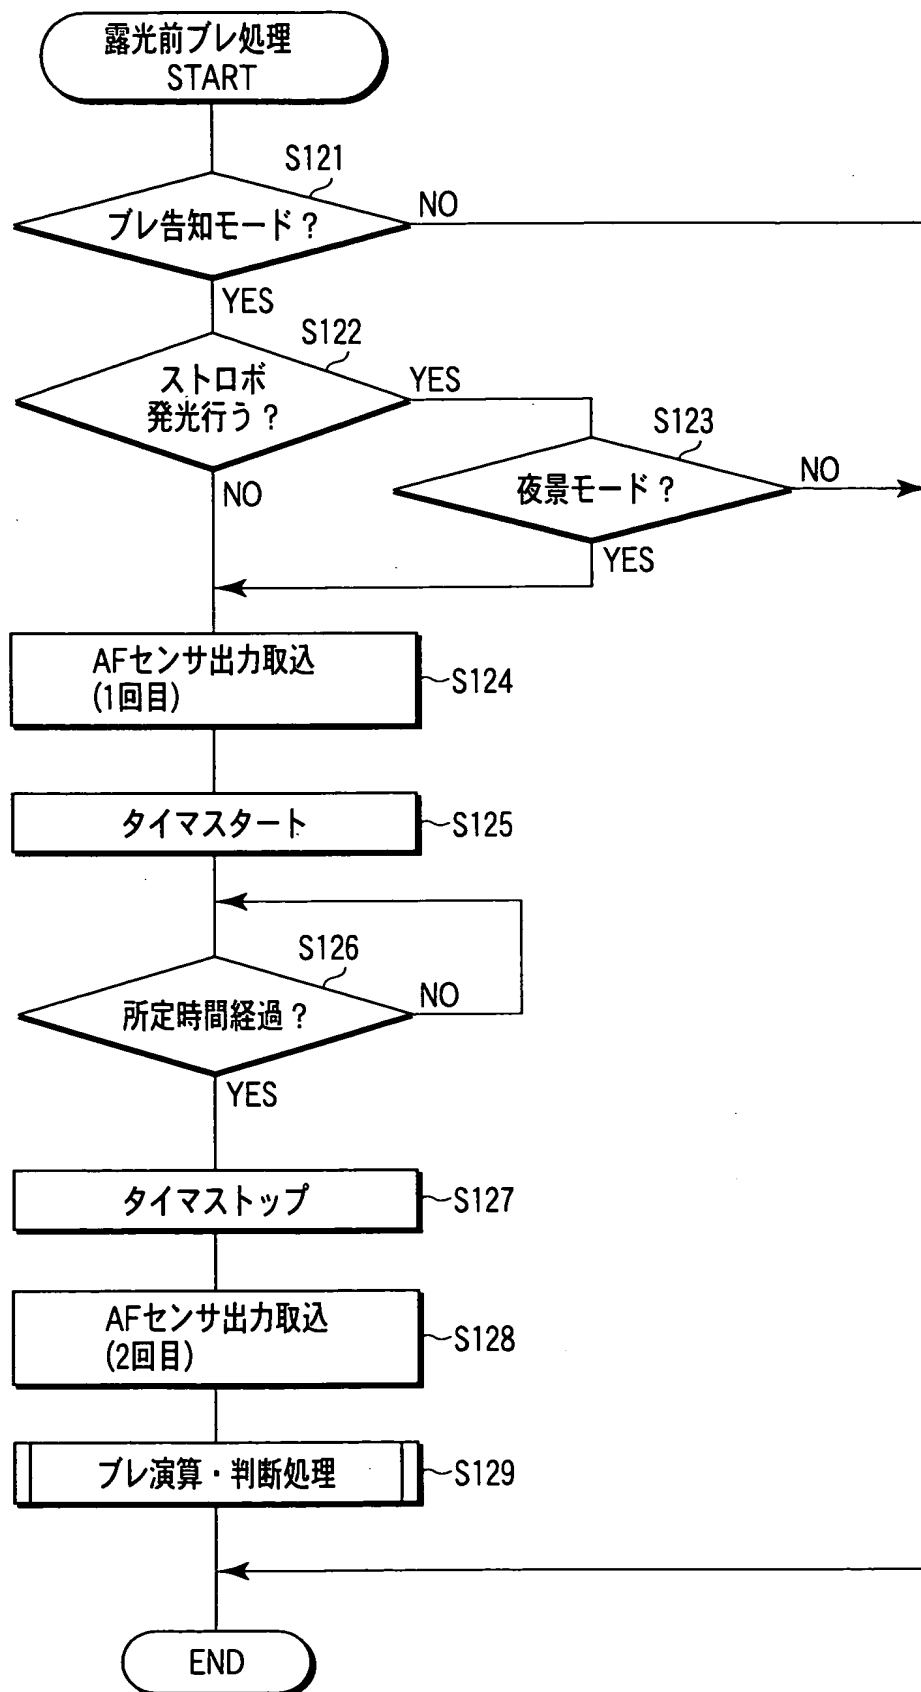 露光前ブレ処理
START
S121
ブレ告知モード？
NO
YES
S122
ストロボ
発光行う？
YES
S123
夜景モード？
NO
NO
YES
AFセンサ出力取込
(1回目)
S124
タイマスタート
S125
S126
所定時間経過？
NO
YES
タイマストップ
S127
AFセンサ出力取込
(2回目)
S128
ブレ演算・判断処理
S129
END